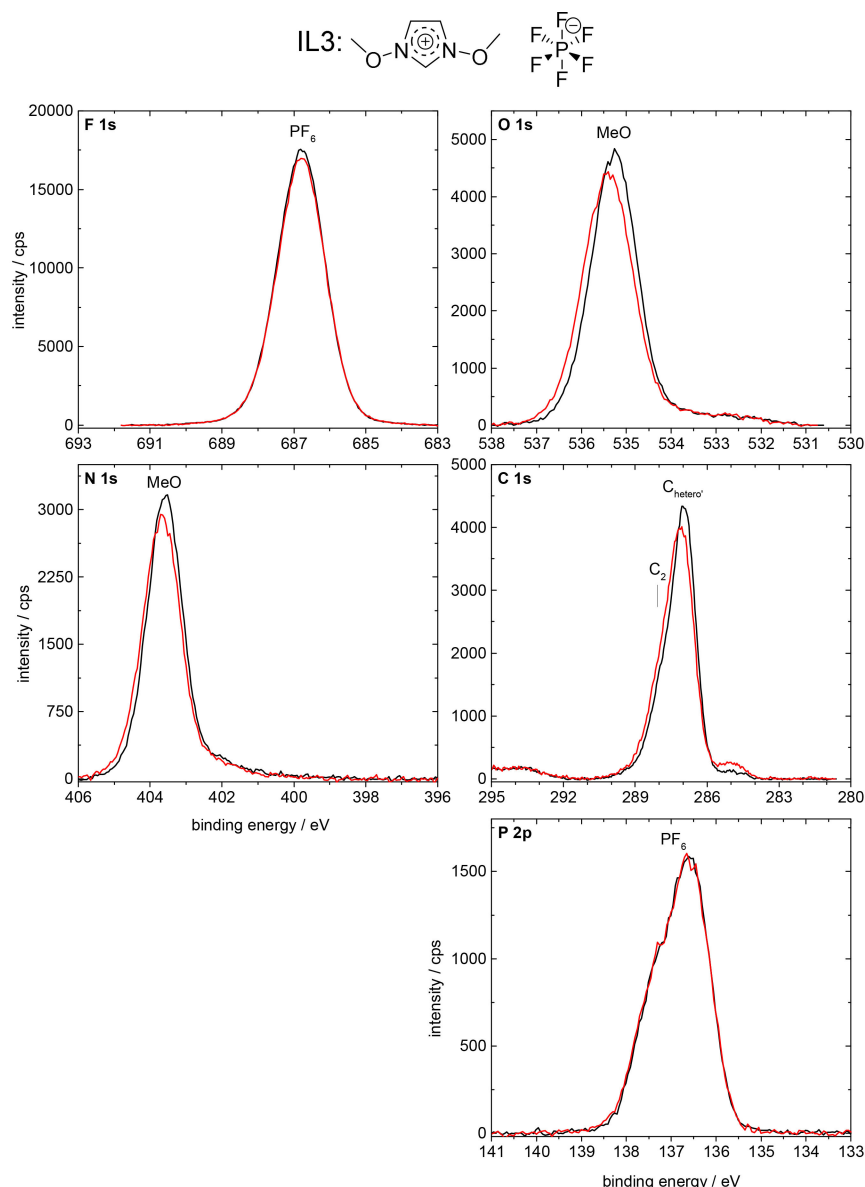 IL3:
O N + N O
F F F P F F F −
F 1s
PF6
20000
15000
10000
5000
0
693 691 689 687 685 683
intensity / cps
O 1s
MeO
5000
4000
3000
2000
1000
0
538 537 536 535 534 533 532 531 530
N 1s
MeO
3000
2250
1500
750
0
406 404 402 400 398 396
intensity / cps
binding energy / eV
C 1s
Chetero'
C2
5000
4000
3000
2000
1000
0
295 292 289 286 283 280
P 2p
PF6
1500
1000
500
0
141 140 139 138 137 136 135 134 133
intensity / cps
binding energy / eV